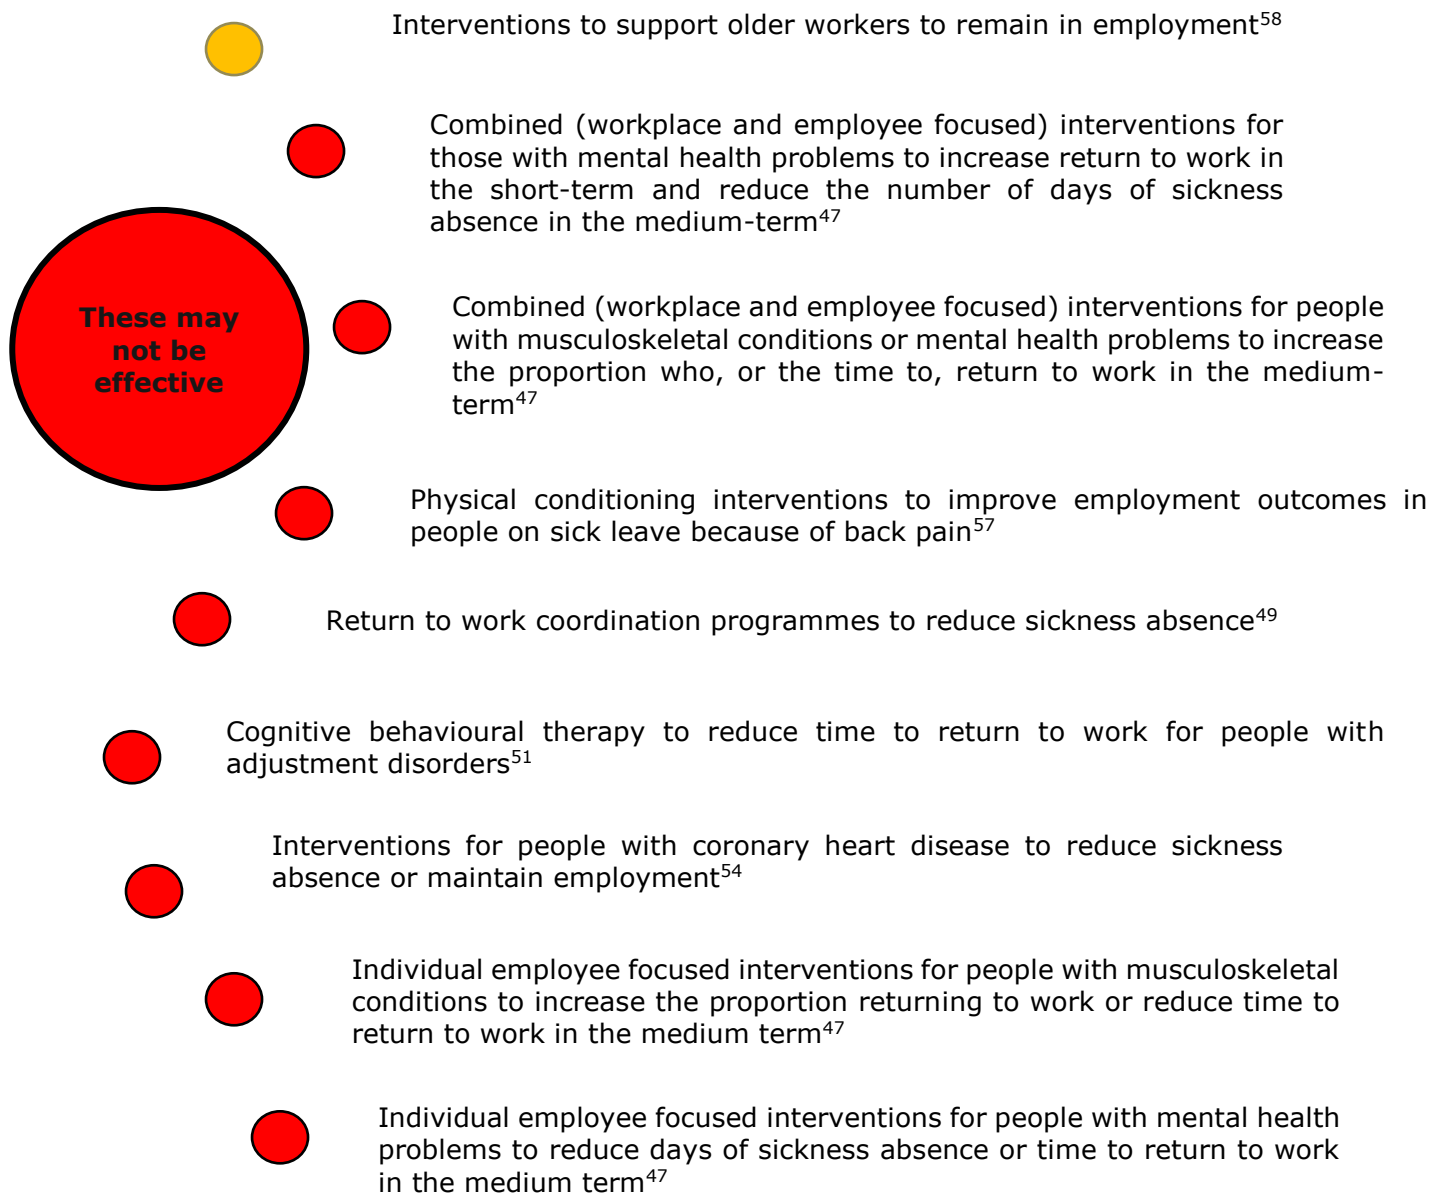 Interventions to support older workers to remain in employment58
Combined (workplace and employee focused) interventions for
those with mental health problems to increase return to work in
the short-term and reduce the number of days of sickness
absence in the medium-term47
These may
not be
effective
Combined (workplace and employee focused) interventions for people
with musculoskeletal conditions or mental health problems to increase
the proportion who, or the time to, return to work in the medium-
term47
Physical conditioning interventions to improve employment outcomes in
people on sick leave because of back pain57
Return to work coordination programmes to reduce sickness absence49
Cognitive behavioural therapy to reduce time to return to work for people with
adjustment disorders51
Interventions for people with coronary heart disease to reduce sickness
absence or maintain employment54
Individual employee focused interventions for people with musculoskeletal
conditions to increase the proportion returning to work or reduce time to
return to work in the medium term47
Individual employee focused interventions for people with mental health
problems to reduce days of sickness absence or time to return to work
in the medium term47